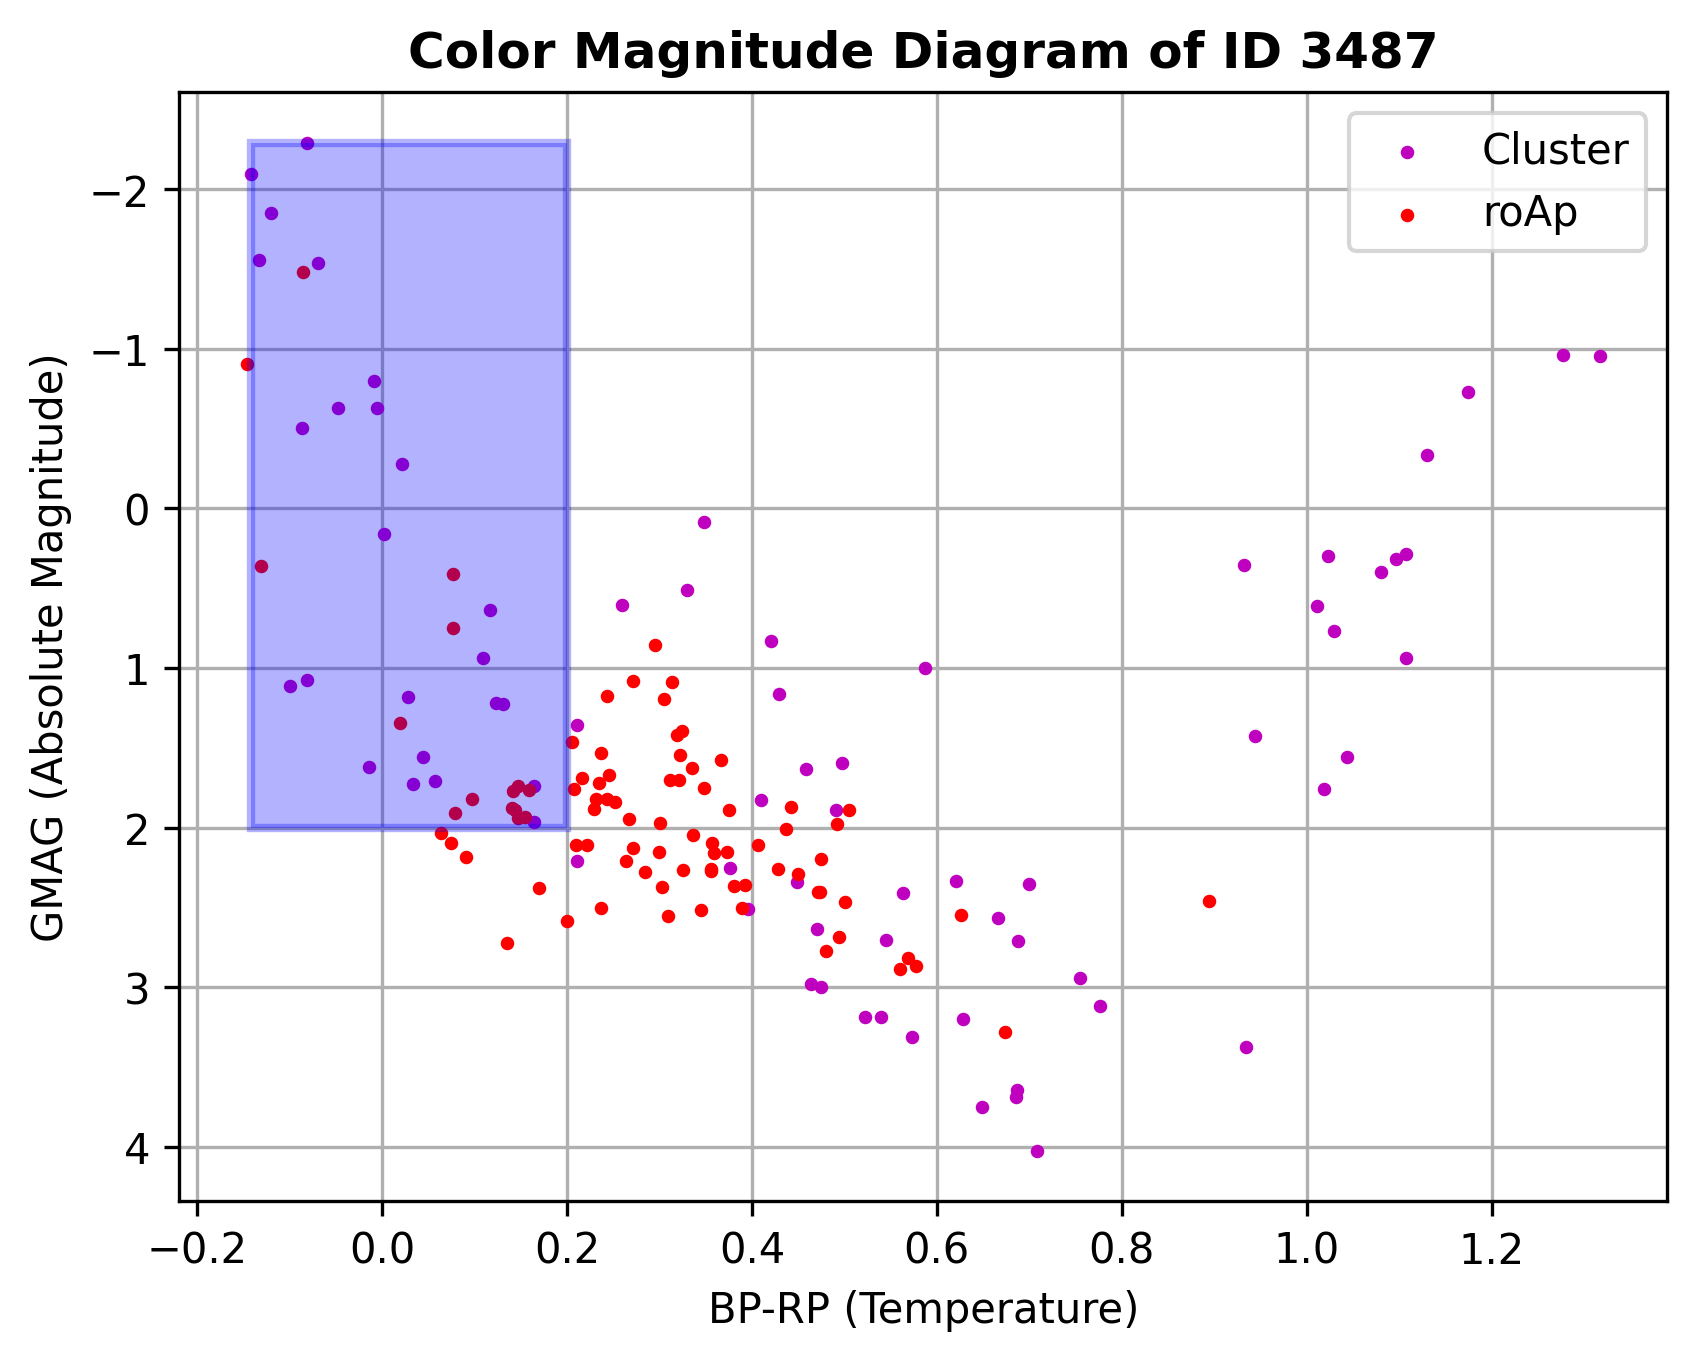 Color Magnitude Diagram of ID 3487
Cluster
roAp
GMAG (Absolute Magnitude)
−2
−1
0
1
2
3
4
−0.2 0.0 0.2 0.4 0.6 0.8 1.0 1.2
BP-RP (Temperature)